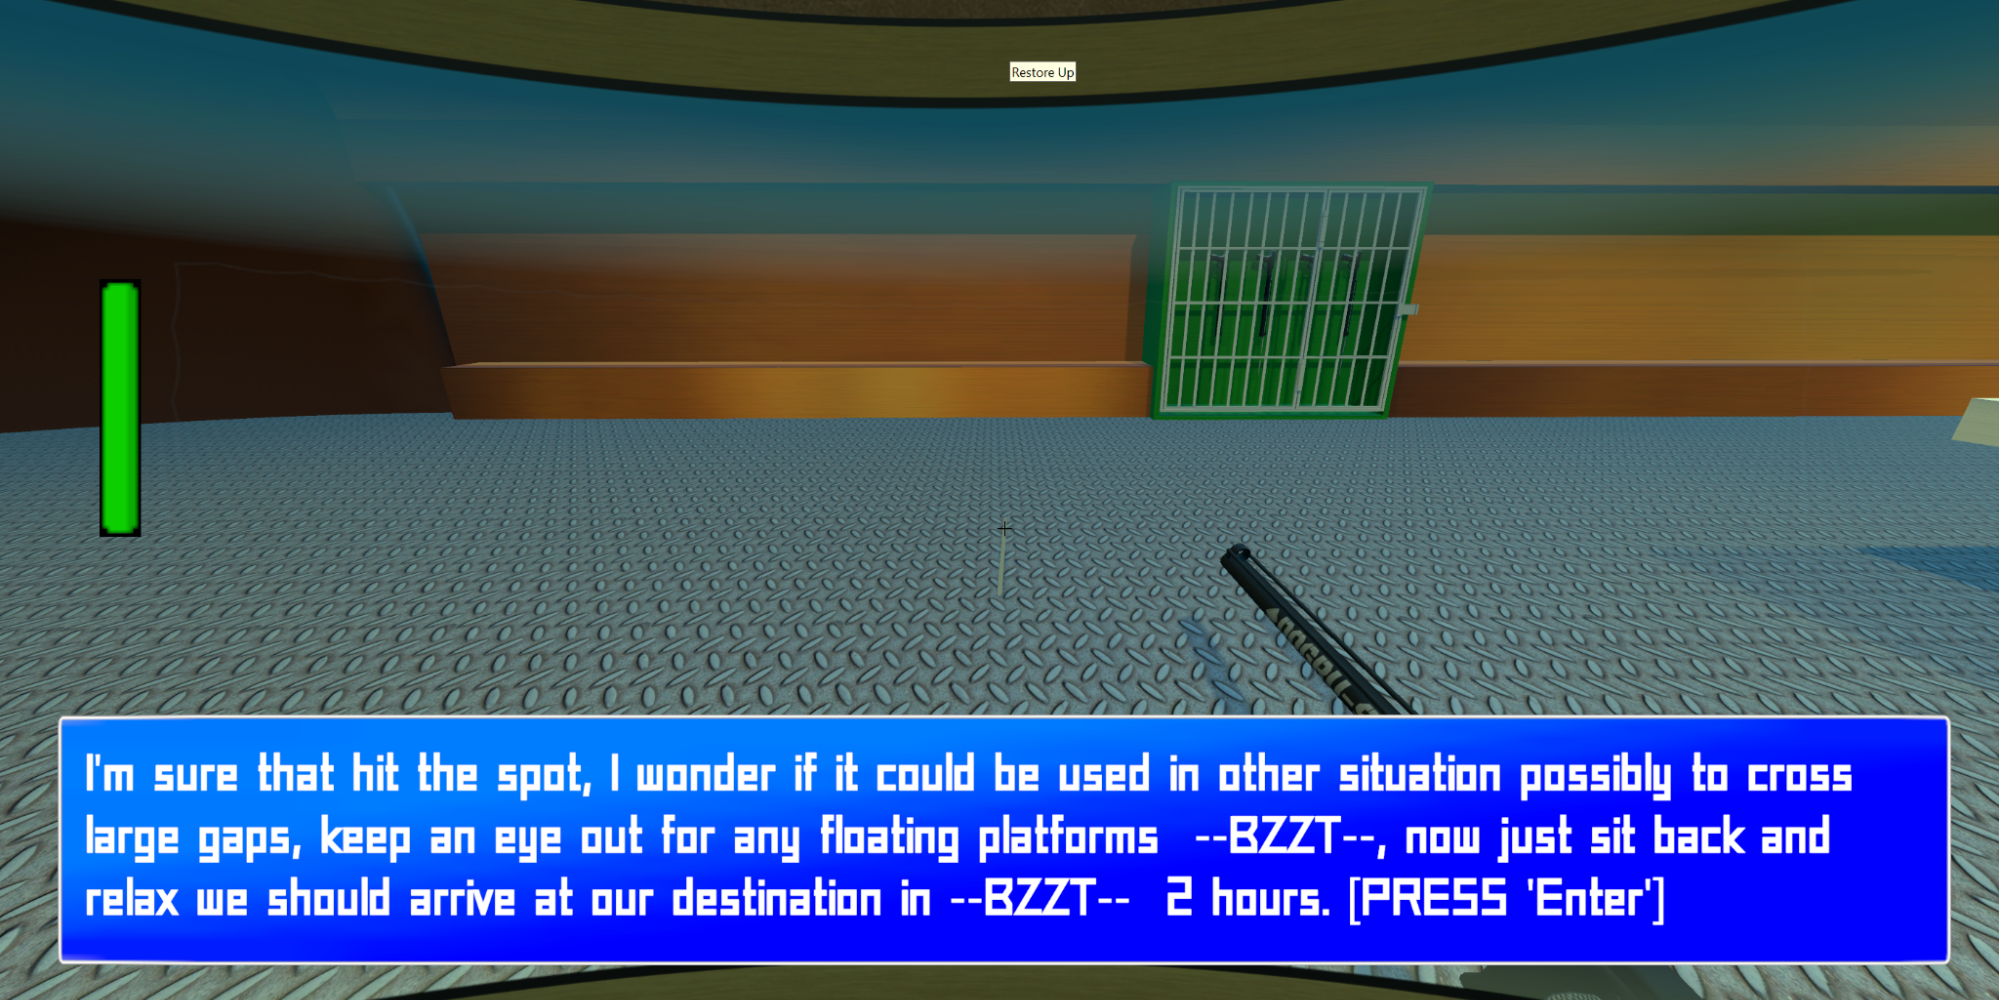 Restore Up
I'm sure that hit the spot, I wonder if it could be used in other situation possibly to cross
large gaps, keep an eye out for any floating platforms --BZZT--, now just sit back and
relax we should arrive at our destination in --BZZT-- 2 hours. [PRESS 'Enter']